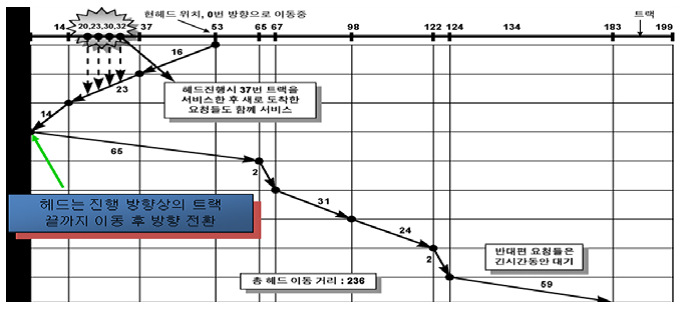 현헤드 위치, 0번 방향으로 이동중
트랙
14
20,23,30,32
37
53
65
67
98
122
124
134
183
199
16
23
14
헤드진행시 37번 트랙을
서비스한 후 새로 도착한
요청들도 함께 서비스
65
2
31
24
2
59
헤드는 진행 방향상의 트랙
끝까지 이동 후 방향 전환
반대편 요청들은
긴시간동안 대기
총 헤드 이동 거리 : 236